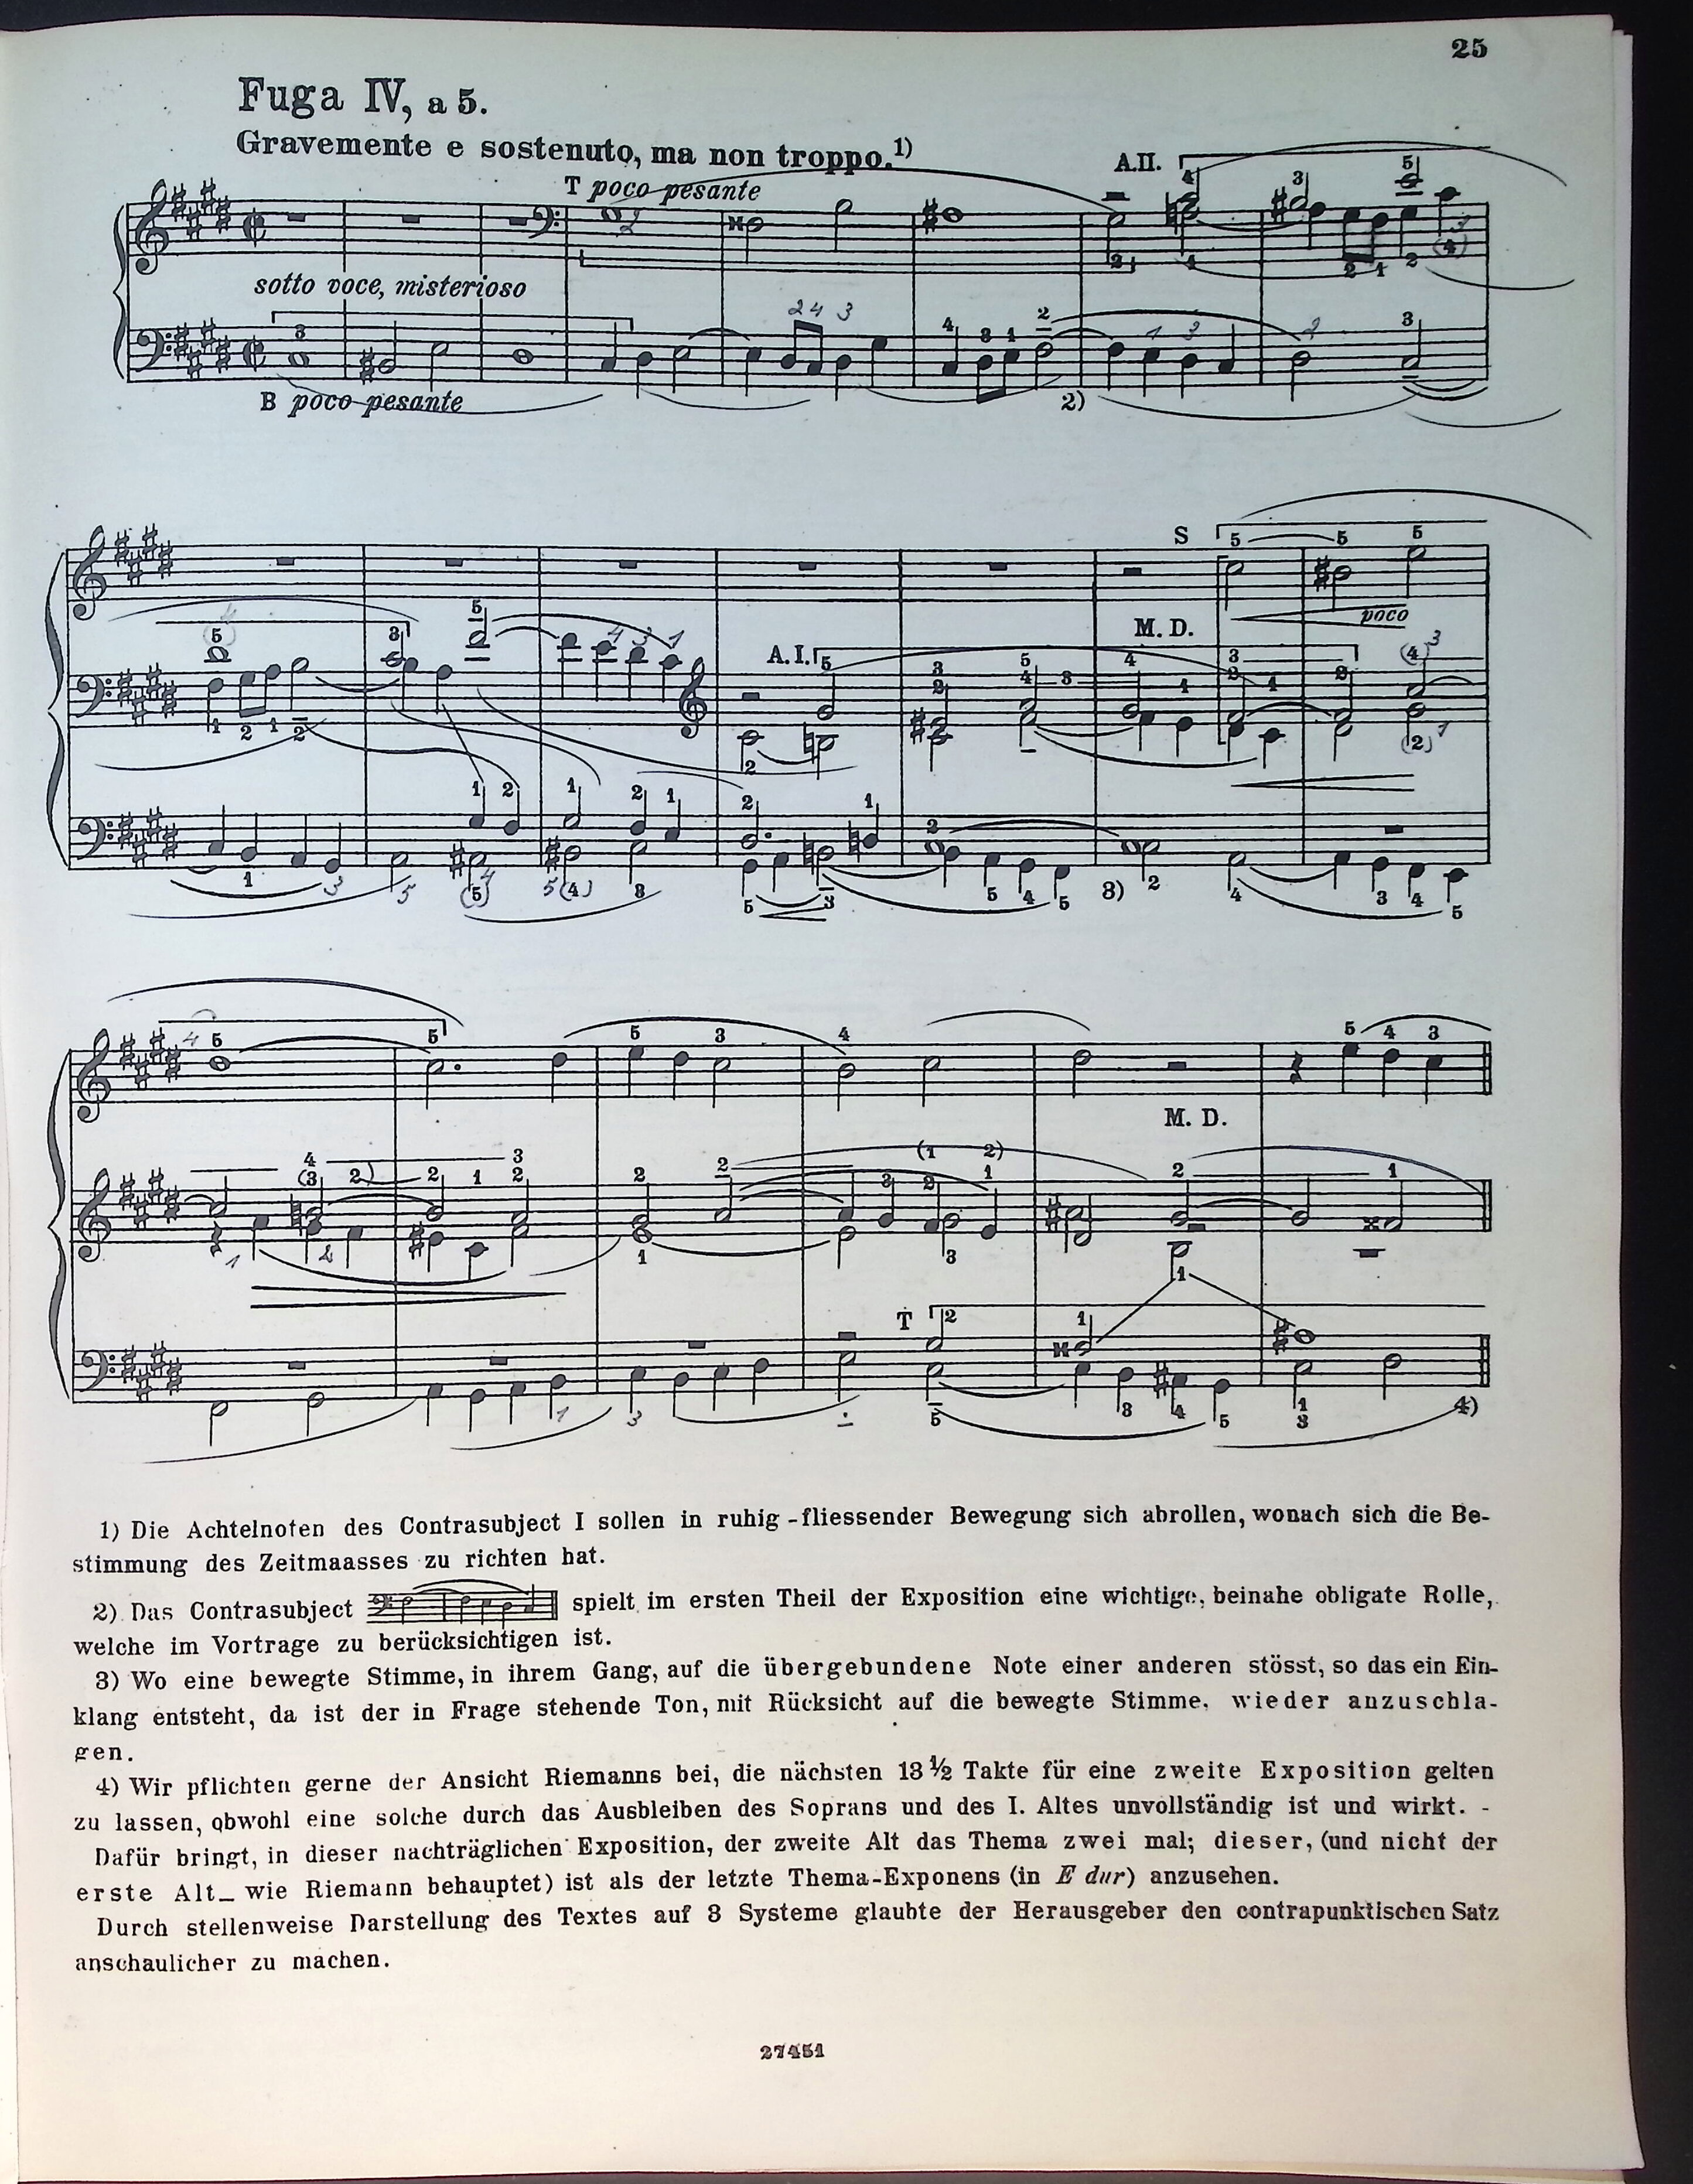 25
Fuga IV, a 5.
Gravemente e sostenuto, ma non troppo.1)
A.II.
T poco pesante
sotto voce, misterioso
B poco pesante
2)
S
poco
M. D.
A.I.
3)
M. D.
T
4)
1) Die Achtelnoten des Contrasubject I sollen in ruhig-fliessender Bewegung sich abrollen, wonach sich die Be-
stimmung des Zeitmaasses zu richten hat.
2) Das Contrasubject spielt im ersten Theil der Exposition eine wichtige, beinahe obligate Rolle,
welche im Vortrage zu berücksichtigen ist.
3) Wo eine bewegte Stimme, in ihrem Gang, auf die übergebundene Note einer anderen stösst, so das ein Ein-
klang entsteht, da ist der in Frage stehende Ton, mit Rücksicht auf die bewegte Stimme, wieder anzuschla-
gen.
4) Wir pflichten gerne der Ansicht Riemanns bei, die nächsten 13½ Takte für eine zweite Exposition gelten
zu lassen, obwohl eine solche durch das Ausbleiben des Soprans und des I. Altes unvollständig ist und wirkt. -
Dafür bringt, in dieser nachträglichen Exposition, der zweite Alt das Thema zwei mal; dieser, (und nicht der
erste Alt_ wie Riemann behauptet) ist als der letzte Thema-Exponens (in E dur) anzusehen.
Durch stellenweise Darstellung des Textes auf 3 Systeme glaubte der Herausgeber den contrapunktischen Satz
anschaulicher zu machen.
27451